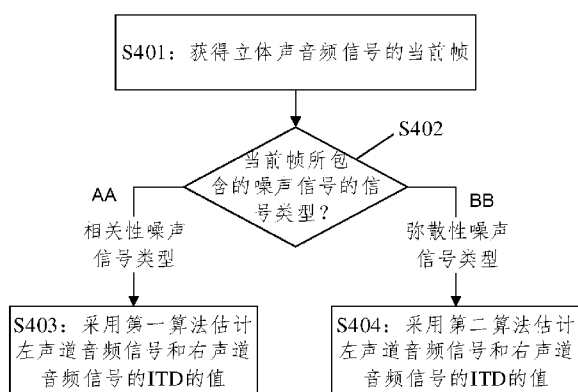 S401：获得立体声音频信号的当前帧
S402
当前帧所包
含的噪声信号的信
号类型？
AA
相关性噪声
信号类型
BB
弥散性噪声
信号类型
S403：采用第一算法估计
左声道音频信号和右声道
音频信号的ITD的值
S404：采用第二算法估计
左声道音频信号和右声道
音频信号的ITD的值